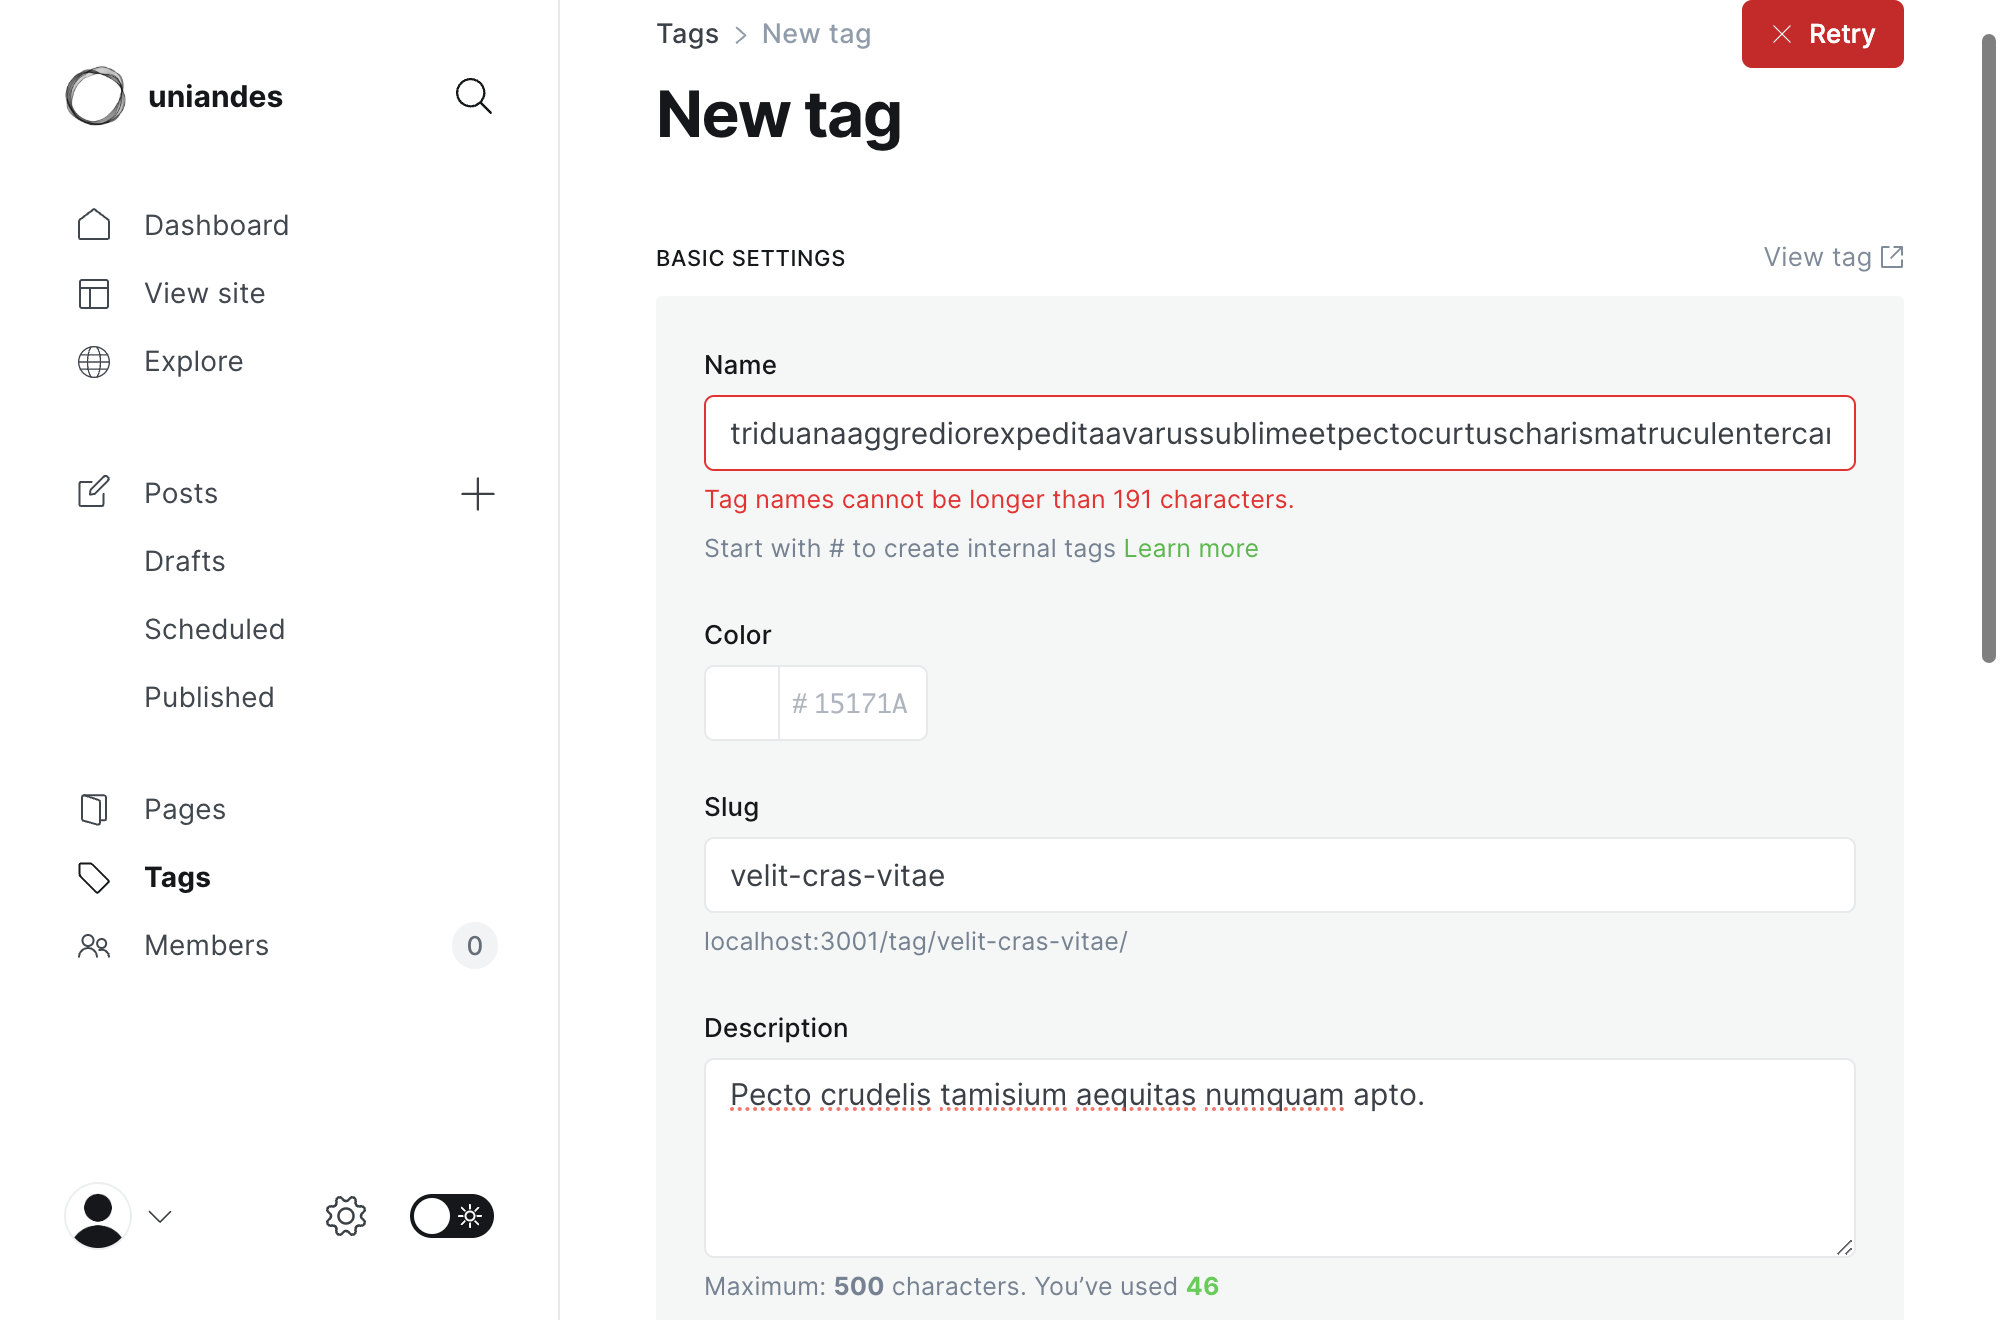 uniandes
Dashboard
View site
Explore
Posts
Drafts
Scheduled
Published
Pages
Tags
Members 0
Tags > New tag
Retry
New tag
BASIC SETTINGS
View tag
Name
triduanaaggrediorexpeditaavarussublimeetpectocurtuscharismatruculentercar
Tag names cannot be longer than 191 characters.
Start with # to create internal tags Learn more
Color
# 15171A
Slug
velit-cras-vitae
localhost:3001/tag/velit-cras-vitae/
Description
Pecto crudelis tamisium aequitas numquam apto.
Maximum: 500 characters. You’ve used 46